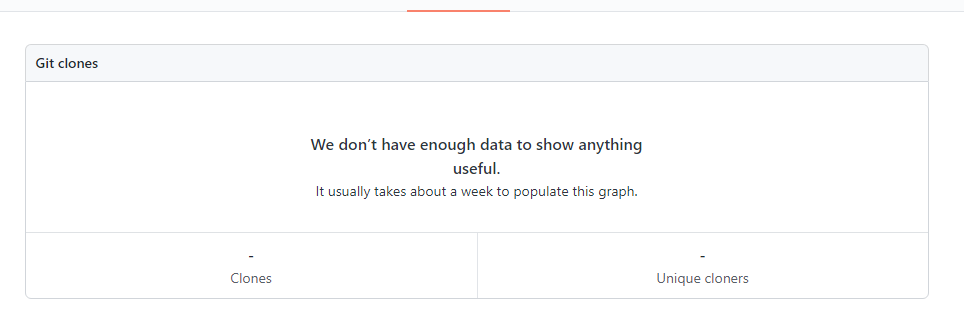 Git clones
We don’t have enough data to show anything
useful.
It usually takes about a week to populate this graph.
-
Clones
-
Unique cloners